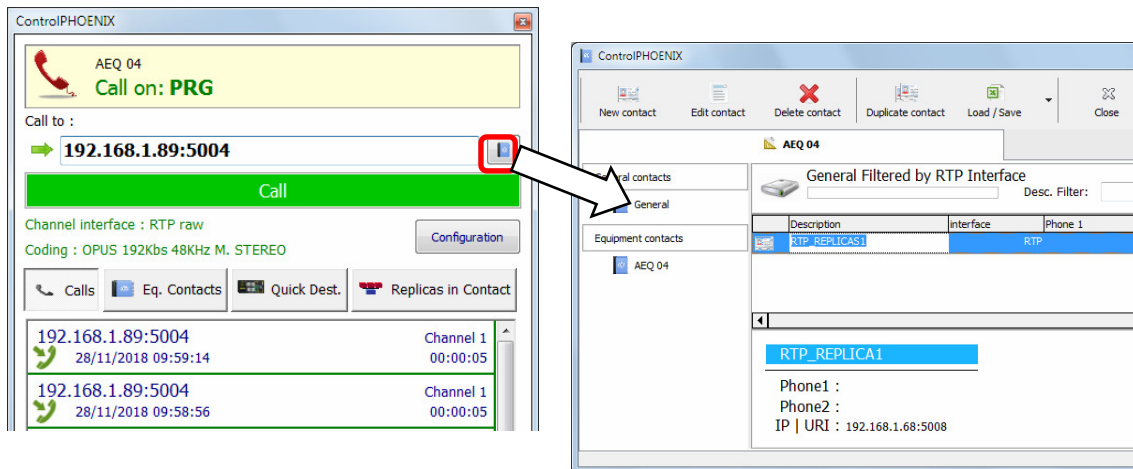 ControlPHOENIX
AEQ 04
Call on: PRG
Call to :
192.168.1.89:5004
Call
Channel interface : RTP raw
Coding : OPUS 192Kbs 48KHz M. STEREO
Configuration
Calls
Eq. Contacts
Quick Dest.
Replicas in Contact
192.168.1.89:5004
Channel 1
28/11/2018 09:59:14
00:00:05
192.168.1.89:5004
Channel 1
28/11/2018 09:58:56
00:00:05
ControlPHOENIX
New contact
Edit contact
Delete contact
Duplicate contact
Load / Save
Close
AEQ 04
contacts
General
Equipment contacts
AEQ 04
General Filtered by RTP Interface
Desc. Filter:
Description
interface
Phone 1
RTP_REPLICAS1
RTP
RTP_REPLICA1
Phone1 :
Phone2 :
IP | URI : 192.168.1.68:5008